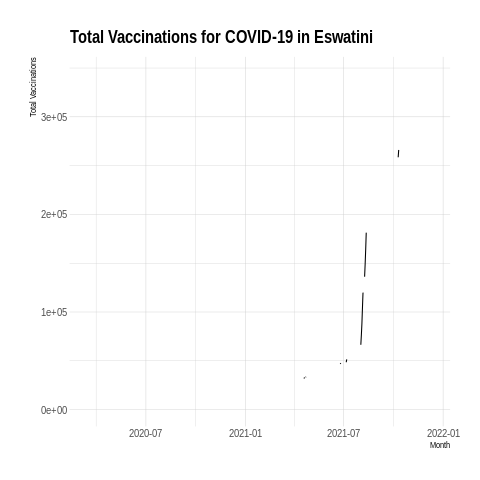 Total Vaccinations for COVID-19 in Eswatini
Total Vaccinations
3e+05
2e+05
1e+05
0e+00
2020-07 2021-01 2021-07 2022-01
Month